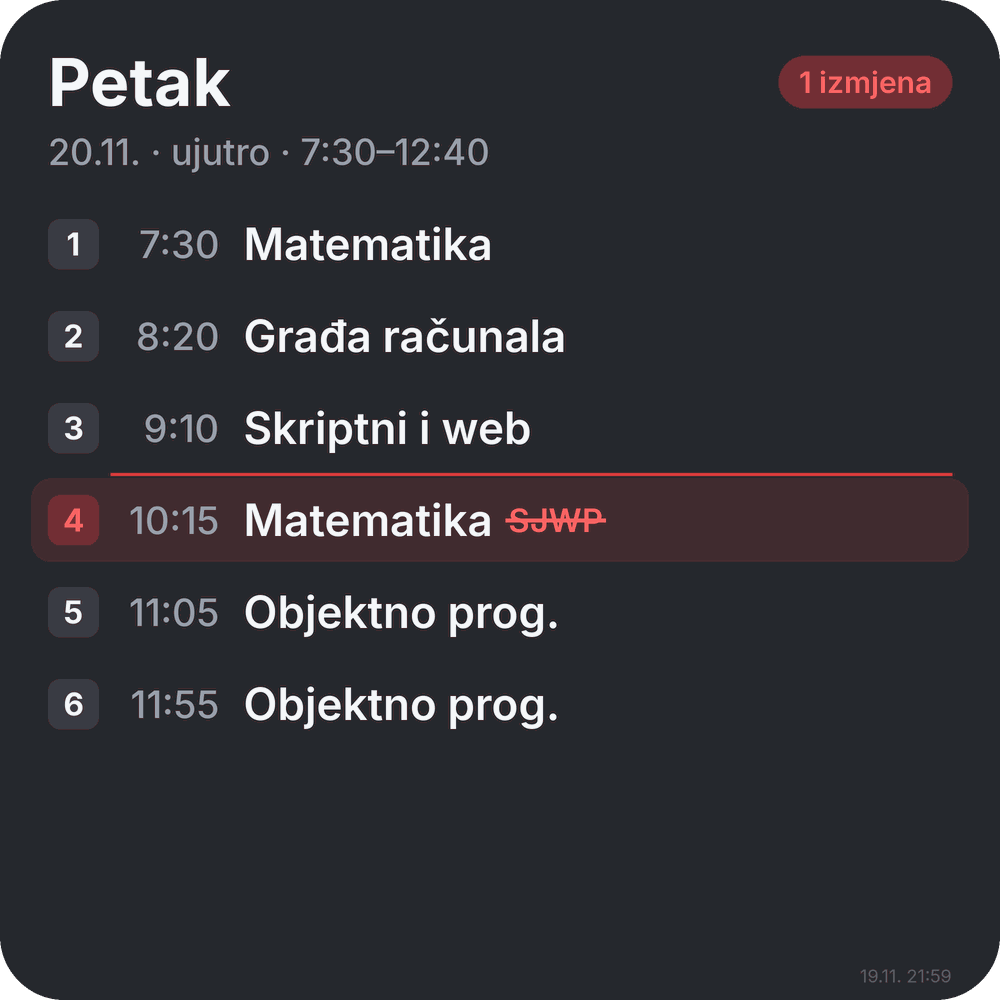 Petak
1 izmjena
20.11. · ujutro · 7:30–12:40
1 7:30 Matematika
2 8:20 Građa računala
3 9:10 Skriptni i web
4 10:15 Matematika SJWP
5 11:05 Objektno prog.
6 11:55 Objektno prog.
19.11. 21:59